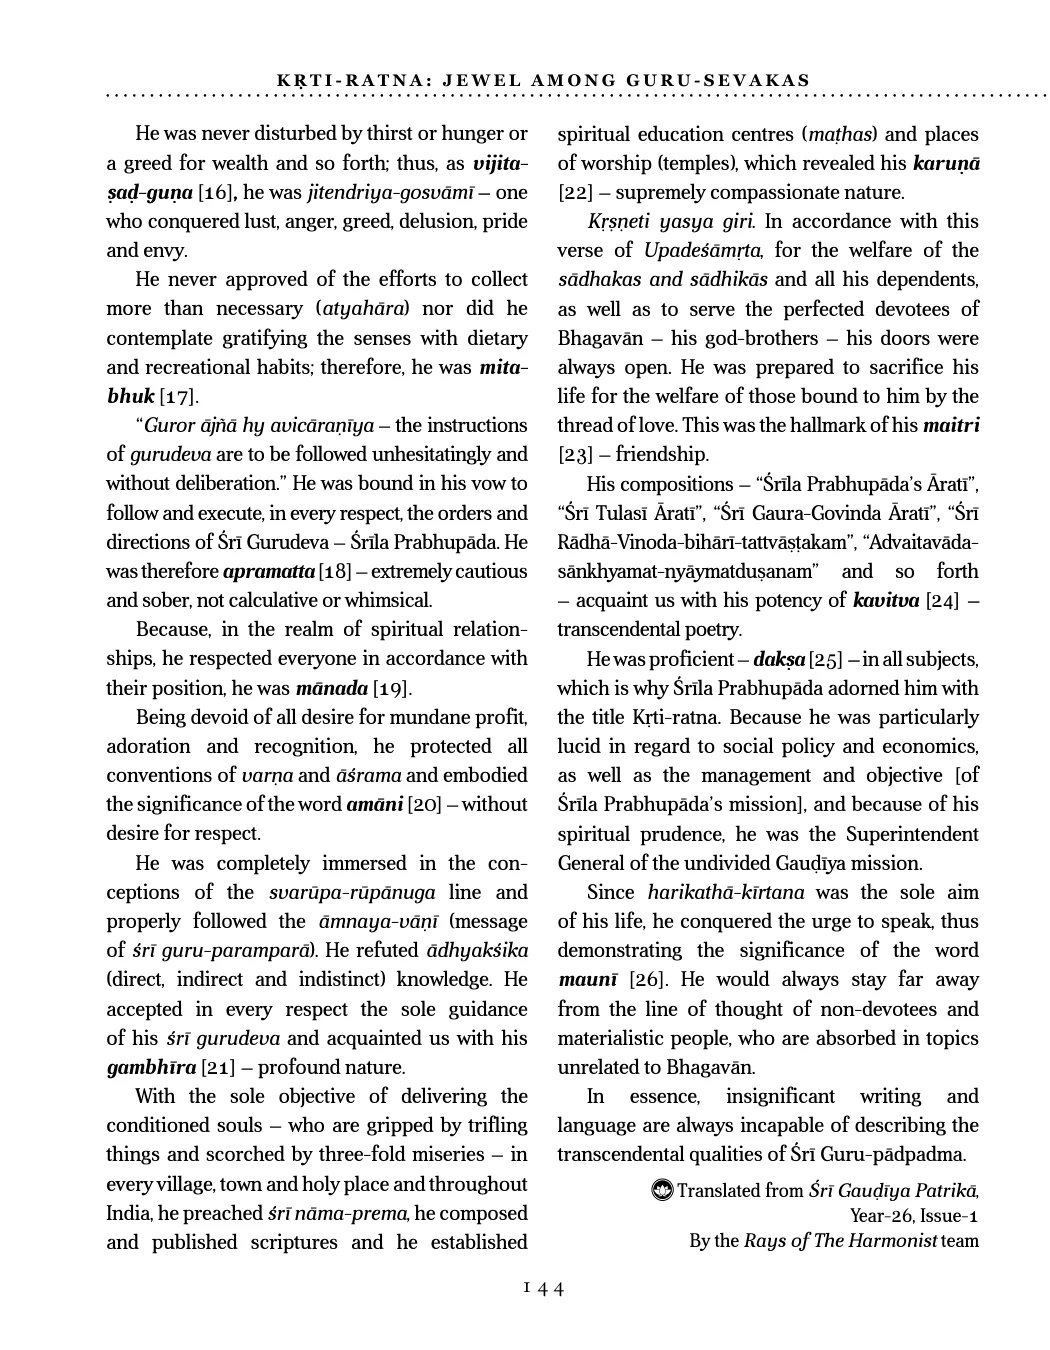 KṚTI-RATNA: JEWEL AMONG GURU-SEVAKAS
He was never disturbed by thirst or hunger or
a greed for wealth and so forth; thus, as vijita-
ṣaḍ-guṇa [16], he was jitendriya-gosvāmī – one
who conquered lust, anger, greed, delusion, pride
and envy.
He never approved of the efforts to collect
more than necessary (atyahāra) nor did he
contemplate gratifying the senses with dietary
and recreational habits; therefore, he was mita-
bhuk [17].
“Guror ājñā hy avicāraṇīya – the instructions
of gurudeva are to be followed unhesitatingly and
without deliberation.” He was bound in his vow to
follow and execute, in every respect, the orders and
directions of Śrī Gurudeva – Śrīla Prabhupāda. He
was therefore apramatta [18] – extremely cautious
and sober, not calculative or whimsical.
Because, in the realm of spiritual relation-
ships, he respected everyone in accordance with
their position, he was mānada [19].
Being devoid of all desire for mundane profit,
adoration and recognition, he protected all
conventions of varṇa and āśrama and embodied
the significance of the word amāni [20] – without
desire for respect.
He was completely immersed in the con-
ceptions of the svarūpa-rūpānuga line and
properly followed the āmnaya-vāṇī (message
of śrī guru-paramparā). He refuted ādhyakśika
(direct, indirect and indistinct) knowledge. He
accepted in every respect the sole guidance
of his śrī gurudeva and acquainted us with his
gambhīra [21] – profound nature.
With the sole objective of delivering the
conditioned souls – who are gripped by trifling
things and scorched by three-fold miseries – in
every village, town and holy place and throughout
India, he preached śrī nāma-prema, he composed
and published scriptures and he established
spiritual education centres (maṭhas) and places
of worship (temples), which revealed his karuṇā
[22] – supremely compassionate nature.
Kṛṣṇeti yasya giri. In accordance with this
verse of Upadeśāmṛta, for the welfare of the
sādhakas and sādhikās and all his dependents,
as well as to serve the perfected devotees of
Bhagavān – his god-brothers – his doors were
always open. He was prepared to sacrifice his
life for the welfare of those bound to him by the
thread of love. This was the hallmark of his maitri
[23] – friendship.
His compositions – “Śrīla Prabhupāda’s Āratī”,
“Śrī Tulasī Āratī”, “Śrī Gaura-Govinda Āratī”, “Śrī
Rādhā-Vinoda-bihārī-tattvāṣṭakam”, “Advaitavāda-
sānkhyamat-nyāymatduṣanam” and so forth
– acquaint us with his potency of kavitva [24] –
transcendental poetry.
He was proficient – dakṣa [25] – in all subjects,
which is why Śrīla Prabhupāda adorned him with
the title Kṛti-ratna. Because he was particularly
lucid in regard to social policy and economics,
as well as the management and objective [of
Śrīla Prabhupāda’s mission], and because of his
spiritual prudence, he was the Superintendent
General of the undivided Gauḍīya mission.
Since harikathā-kīrtana was the sole aim
of his life, he conquered the urge to speak, thus
demonstrating the significance of the word
maunī [26]. He would always stay far away
from the line of thought of non-devotees and
materialistic people, who are absorbed in topics
unrelated to Bhagavān.
In essence, insignificant writing and
language are always incapable of describing the
transcendental qualities of Śrī Guru-pādpadma.
Translated from Śrī Gauḍīya Patrikā,
Year-26, Issue-1
By the Rays of The Harmonist team
144